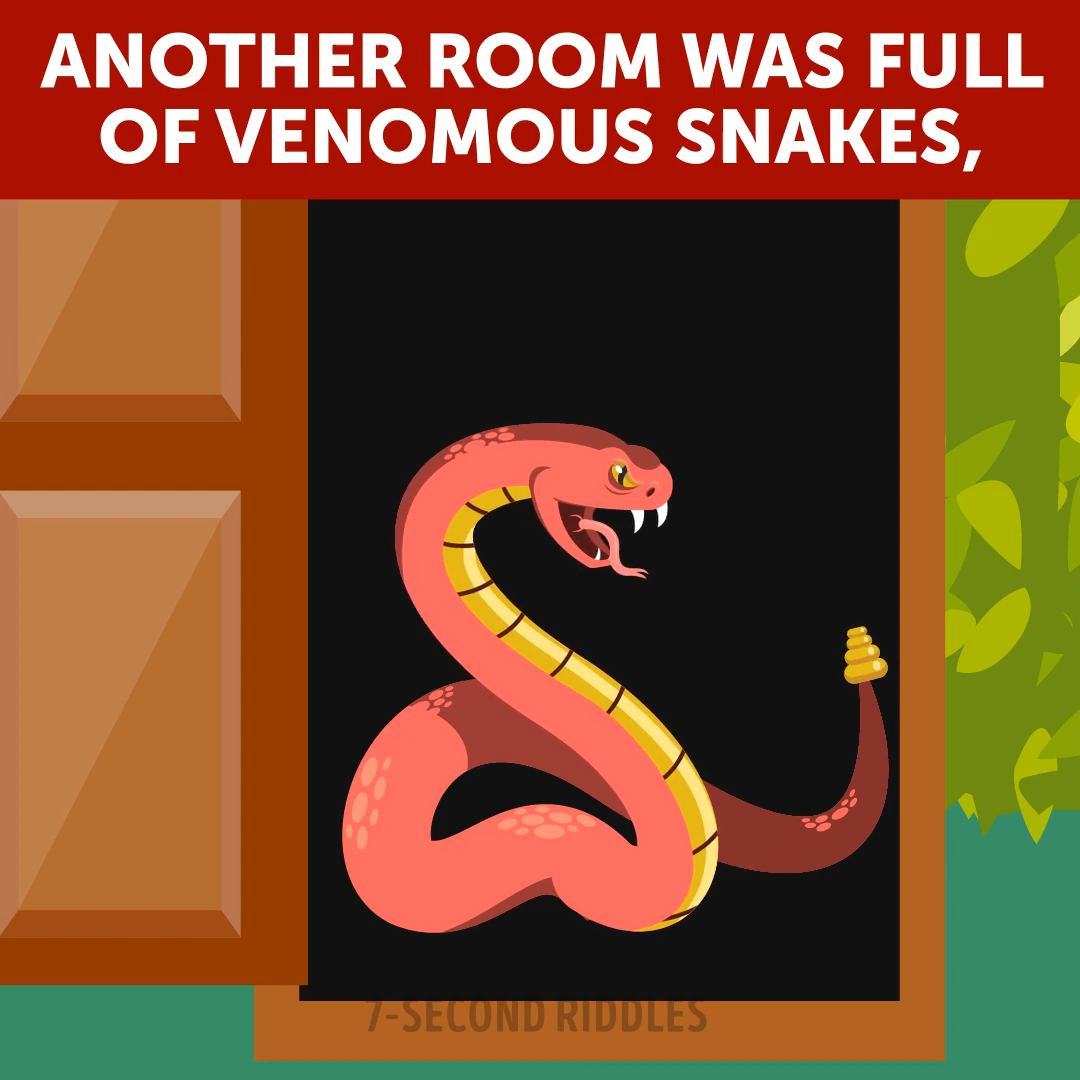 ANOTHER ROOM WAS FULL
OF VENOMOUS SNAKES,
7-SECOND RIDDLES